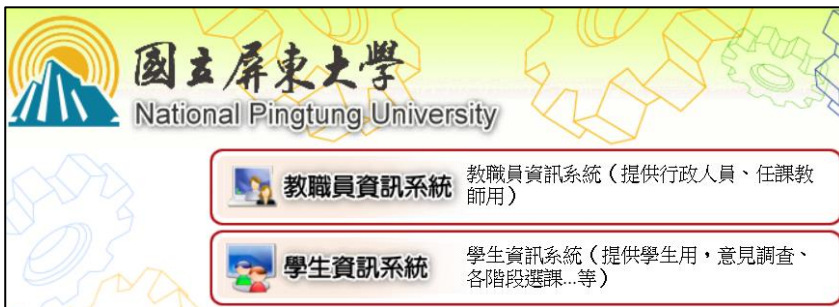 國立屏東大學
National Pingtung University
教職員資訊系統
教職員資訊系統（提供行政人員、任課教
師用）
學生資訊系統
學生資訊系統（提供學生用，意見調查、
各階段選課...等）